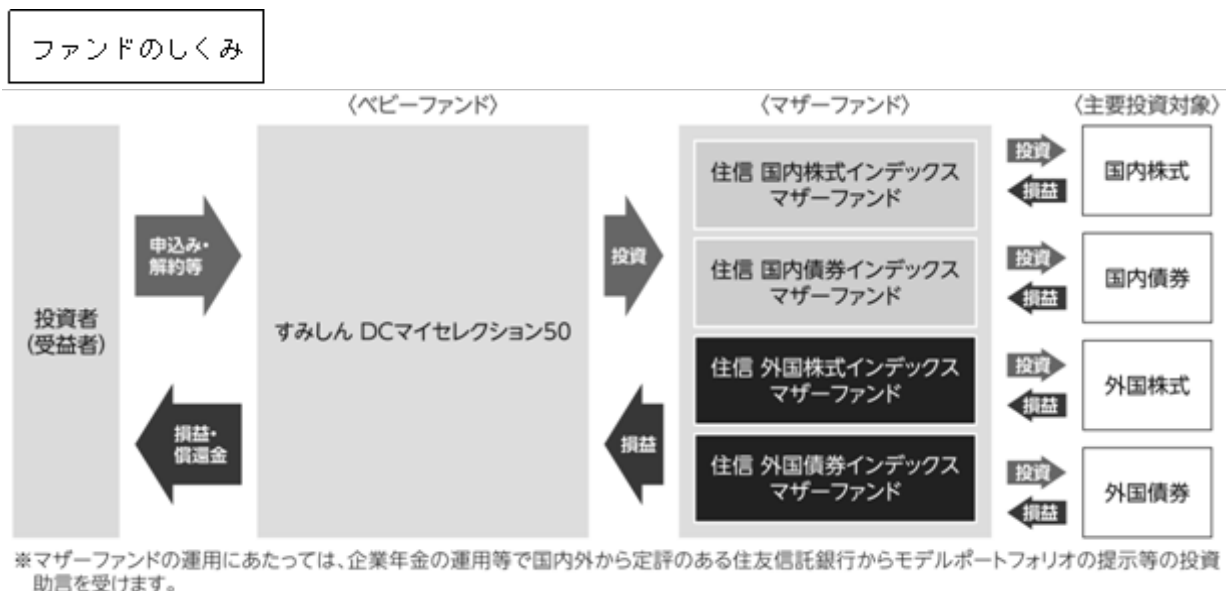 ファンドのしくみ
〈ベビーファンド〉
〈マザーファンド〉
〈主要投資対象〉
投資者
(受益者)
申込み・
解約等
損益・
償還金
すみしん DCマイセレクション50
投資
損益
住信 国内株式インデックス
マザーファンド
投資
損益
国内株式
住信 国内債券インデックス
マザーファンド
投資
損益
国内債券
住信 外国株式インデックス
マザーファンド
投資
損益
外国株式
住信 外国債券インデックス
マザーファンド
投資
損益
外国債券
※マザーファンドの運用にあたっては、企業年金の運用等で国内外から定評のある住友信託銀行からモデルポートフォリオの提示等の投資
助言を受けます。